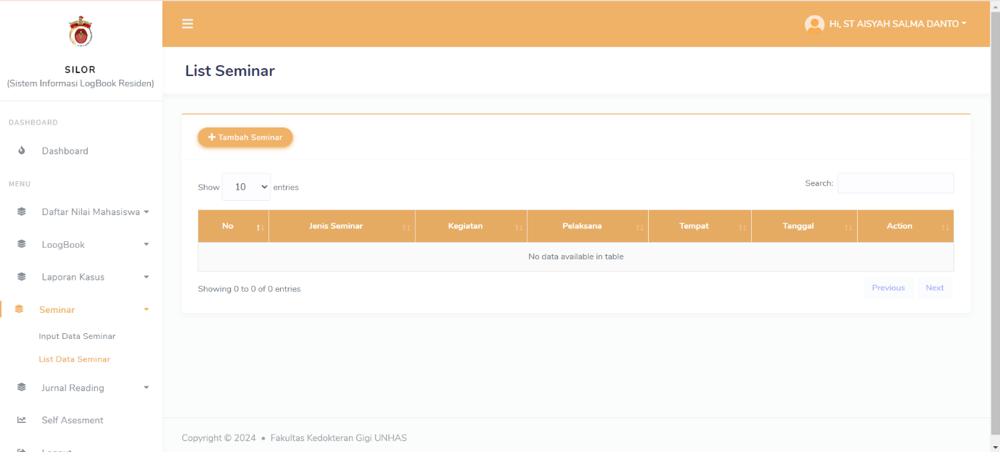 SILOR
(Sistem Informasi LogBook Residen)
DASHBOARD
Dashboard
MENU
Daftar Nilai Mahasiswa
LoogBook
Laporan Kasus
Seminar
Input Data Seminar
List Data Seminar
Jurnal Reading
Self Asesment
Logout
Hi, ST AISYAH SALMA DANTO
List Seminar
Tambah Seminar
Show 10 entries
Search:
No Jenis Seminar Kegiatan Pelaksana Tempat Tanggal Action
No data available in table
Showing 0 to 0 of 0 entries
Previous Next
Copyright © 2024 • Fakultas Kedokteran Gigi UNHAS